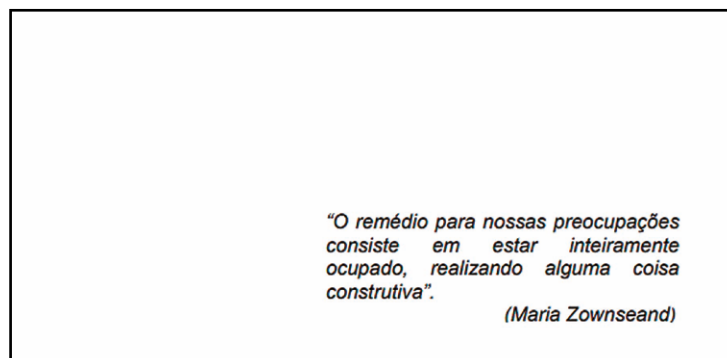 “O remédio para nossas preocupações
consiste em estar inteiramente
ocupado, realizando alguma coisa
construtiva”.
(Maria Zownseand)